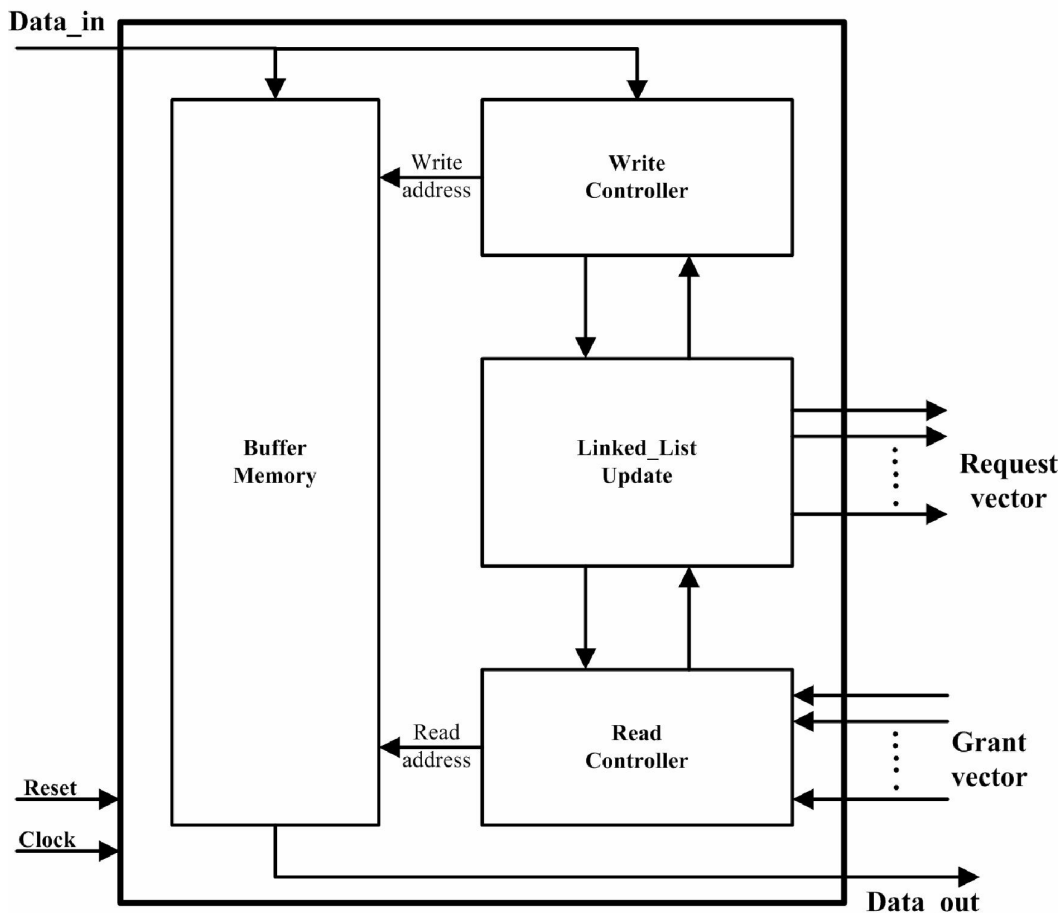 Data_in
Write
address
Write
Controller
Buffer
Memory
Linked_List
Update
Request
vector
Read
address
Read
Controller
Grant
vector
Reset
Clock
Data_out